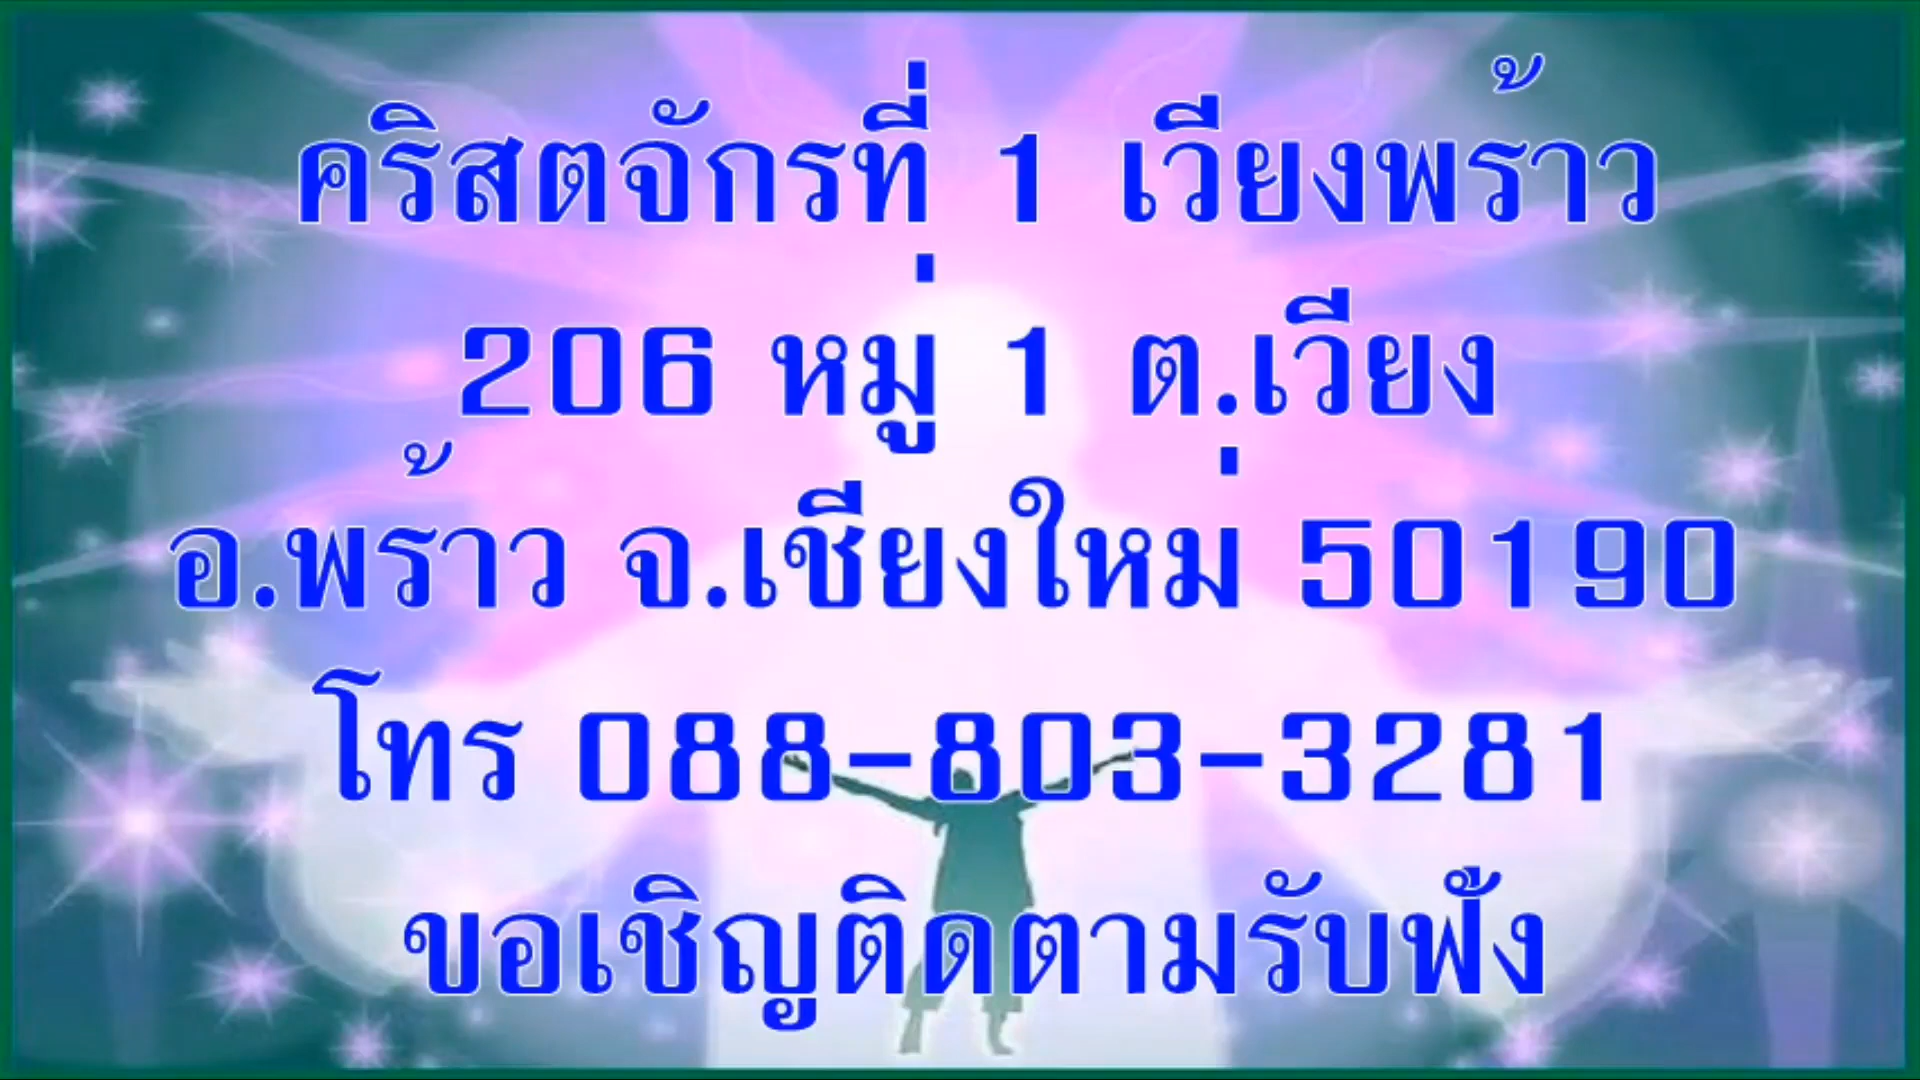 คริสตจักรที่ 1 เวียงพร้าว
206 หมู่ 1 ต.เวียง
อ.พร้าว จ.เชียงใหม่ 50190
โทร 088-803-3281
ขอเชิญติดตามรับฟัง